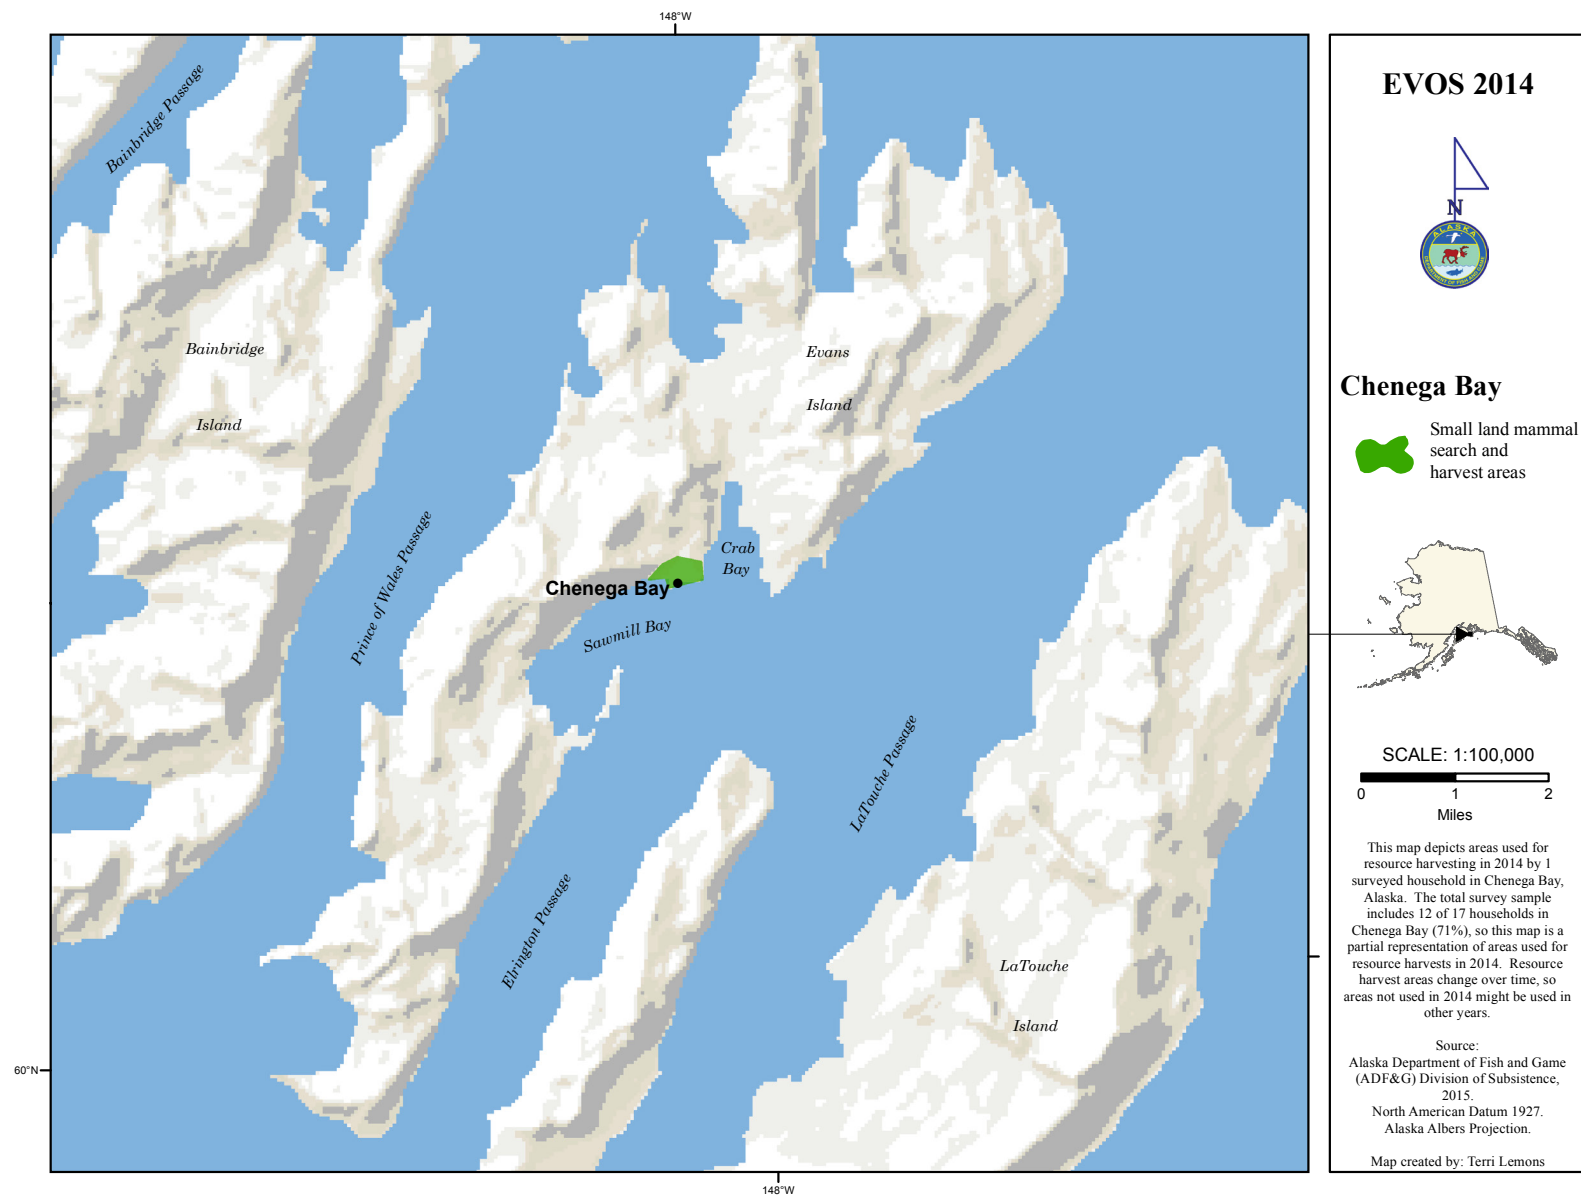 148°W
Bainbridge Passage
Bainbridge
Island
Evans
Island
Prince of Wales Passage
Crab
Bay
Chenega Bay
Sawmill Bay
LaTouche Passage
Elrington Passage
LaTouche
Island
60°N
148°W
EVOS 2014
N
ALASKA
DEPARTMENT OF FISH AND GAME
Chenega Bay
Small land mammal
search and
harvest areas
SCALE: 1:100,000
0 1 2
Miles
This map depicts areas used for
resource harvesting in 2014 by 1
surveyed household in Chenega Bay,
Alaska. The total survey sample
includes 12 of 17 households in
Chenega Bay (71%), so this map is a
partial representation of areas used for
resource harvests in 2014. Resource
harvest areas change over time, so
areas not used in 2014 might be used in
other years.
Source:
Alaska Department of Fish and Game
(ADF&G) Division of Subsistence,
2015.
North American Datum 1927.
Alaska Albers Projection.
Map created by: Terri Lemons